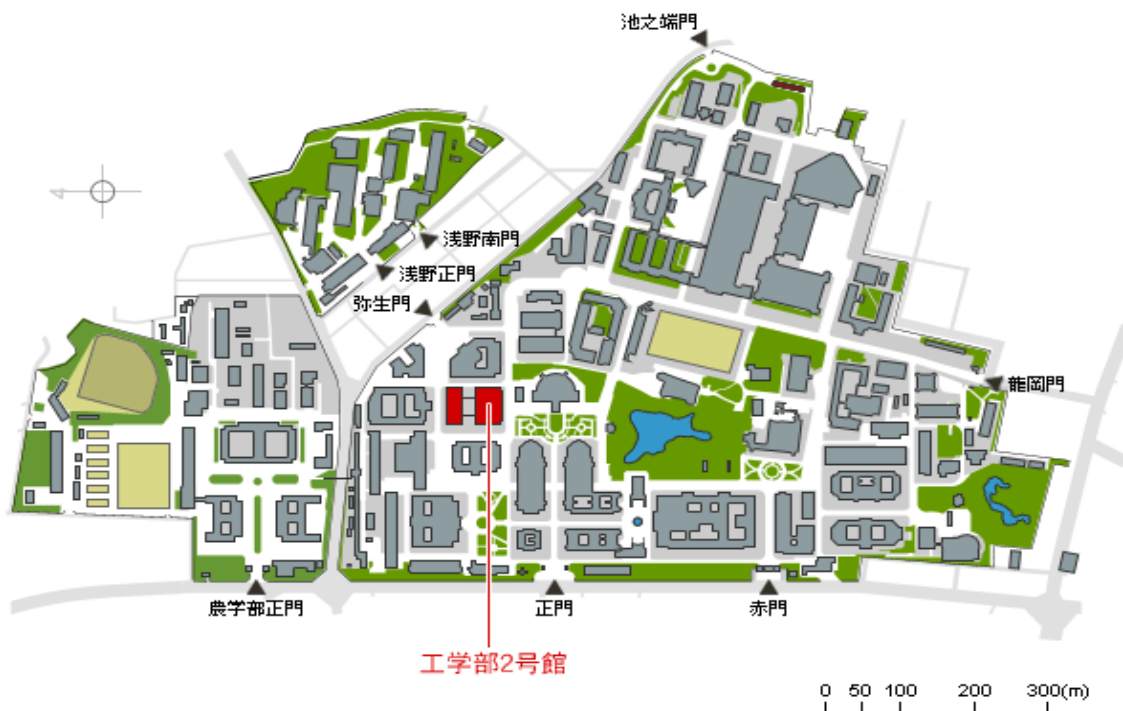 池之端門
浅野南門
浅野正門
弥生門
龍岡門
農学部正門
正門
赤門
工学部2号館
0 50 100 200 300(m)